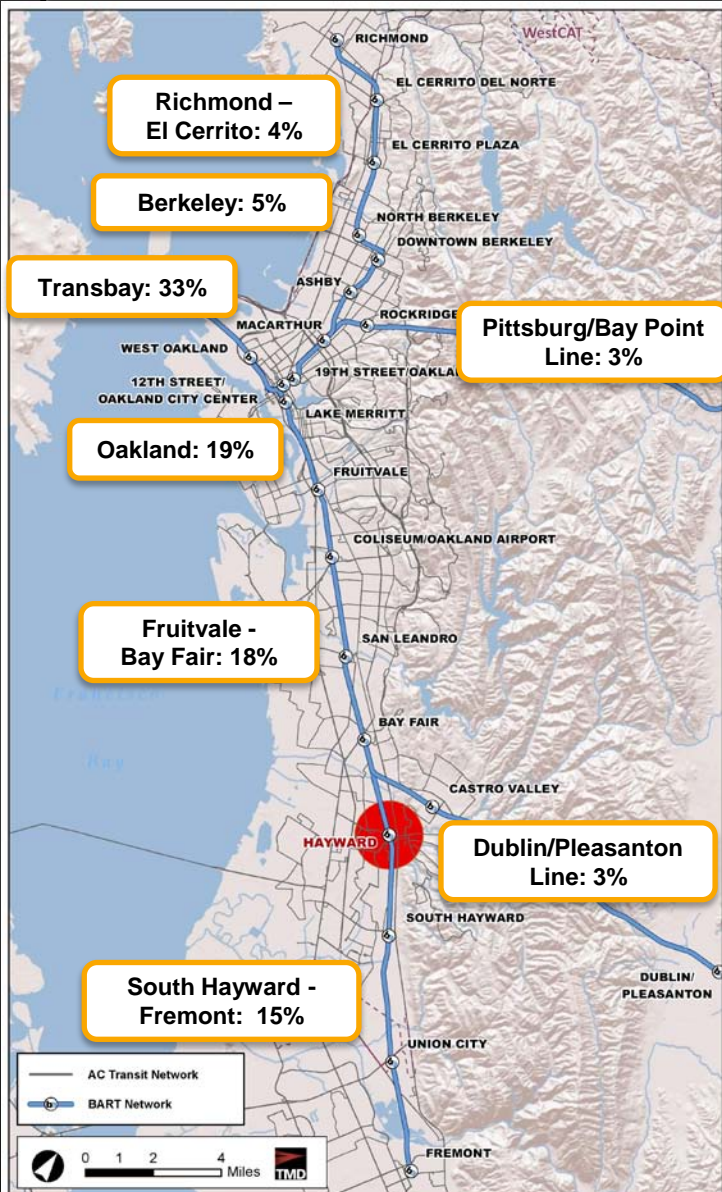 WestCAT
RICHMOND
EL CERRITO DEL NORTE
Richmond –
El Cerrito: 4%
EL CERRITO PLAZA
Berkeley: 5%
NORTH BERKELEY
DOWNTOWN BERKELEY
Transbay: 33%
ASHBY
ROCKRIDGE
MACARTHUR
Pittsburg/Bay Point
Line: 3%
WEST OAKLAND
19TH STREET/OAKL
12TH STREET/
OAKLAND CITY CENTER
LAKE MERRITT
Oakland: 19%
FRUITVALE
COLISEUM/OAKLAND AIRPORT
Fruitvale -
Bay Fair: 18%
SAN LEANDRO
Francisco
Bay
BAY FAIR
CASTRO VALLEY
HAYWARD
Dublin/Pleasanton
Line: 3%
SOUTH HAYWARD
DUBLIN/
PLEASANTON
South Hayward -
Fremont: 15%
UNION CITY
AC Transit Network
BART Network
FREMONT
0 1 2 4
Miles
TMD